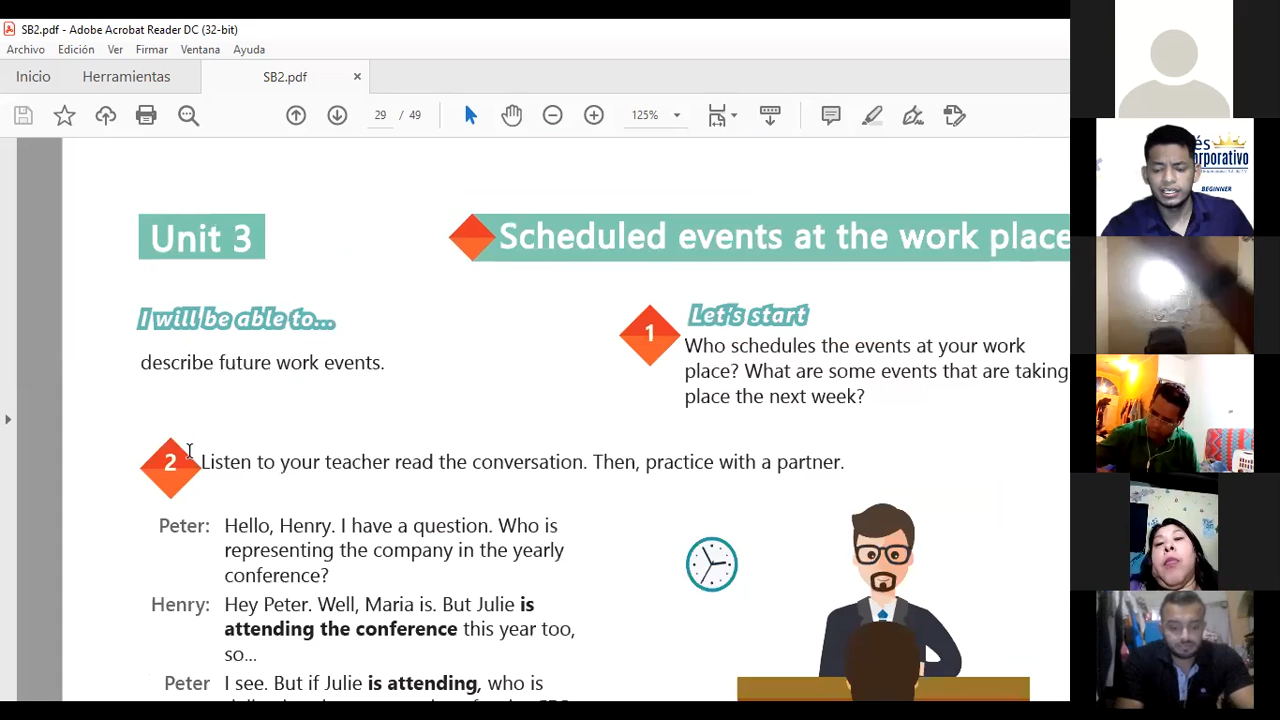 SB2.pdf - Adobe Acrobat Reader DC (32-bit)
Archivo Edición Ver Firmar Ventana Ayuda
Inicio Herramientas SB2.pdf ×
29 / 49 125%
Unit 3
Scheduled events at the work place
I will be able to...
describe future work events.
1
Let's start
Who schedules the events at your work
place? What are some events that are taking
place the next week?
2
Listen to your teacher read the conversation. Then, practice with a partner.
Peter: Hello, Henry. I have a question. Who is
representing the company in the yearly
conference?
Henry: Hey Peter. Well, Maria is. But Julie is
attending the conference this year too,
so...
Peter I see. But if Julie is attending, who is
és
orporativo
BEGINNER